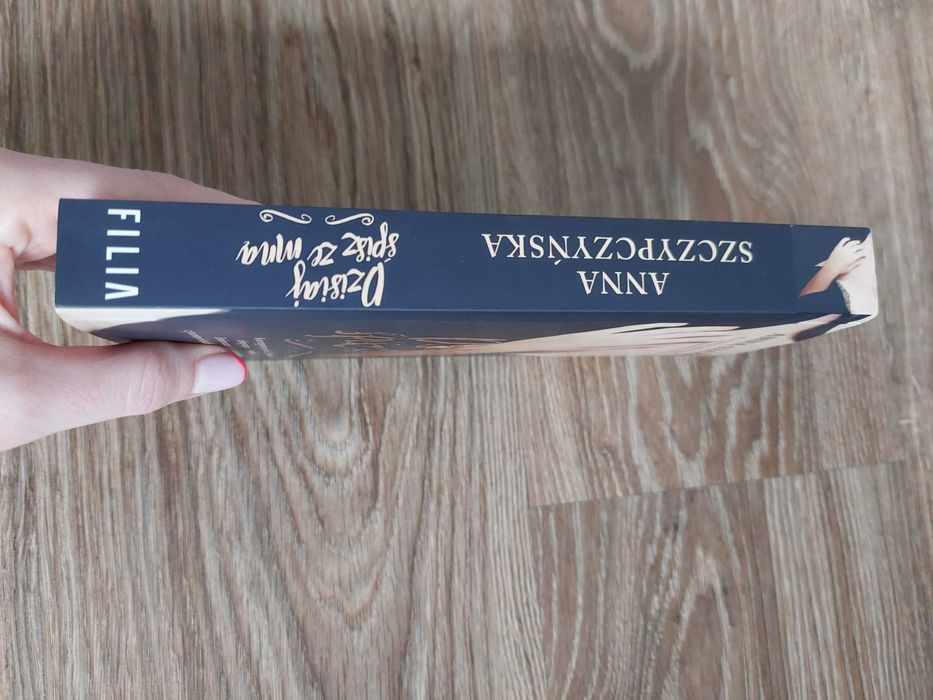 ANNA
SZCZYPCZYŃSKA
Dzisiaj
śpisz ze mną
FILIA